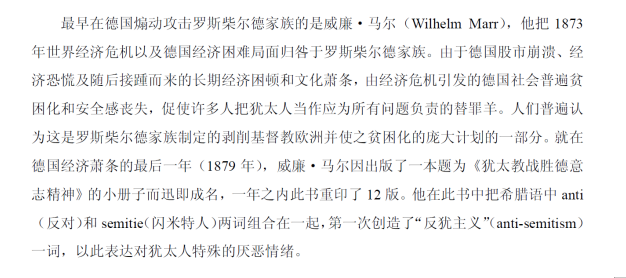 最早在德国煽动攻击罗斯柴尔德家族的是威廉·马尔（Wilhelm Marr），他把 1873
年世界经济危机以及德国经济困难局面归咎于罗斯柴尔德家族。由于德国股市崩溃、经
济恐慌及随后接踵而来的长期经济困顿和文化萧条，由经济危机引发的德国社会普遍贫
困化和安全感丧失，促使许多人把犹太人当作应为所有问题负责的替罪羊。人们普遍认
为这是罗斯柴尔德家族制定的剥削基督教欧洲并使之贫困化的庞大计划的一部分。就在
德国经济萧条的最后一年（1879 年），威廉·马尔因出版了一本题为《犹太教战胜德意
志精神》的小册子而迅即成名，一年之内此书重印了 12 版。他在此书中把希腊语中 anti
（反对）和 semitie（闪米特人）两词组合在一起，第一次创造了“反犹主义”（anti-semitism）
一词，以此表达对犹太人特殊的厌恶情绪。